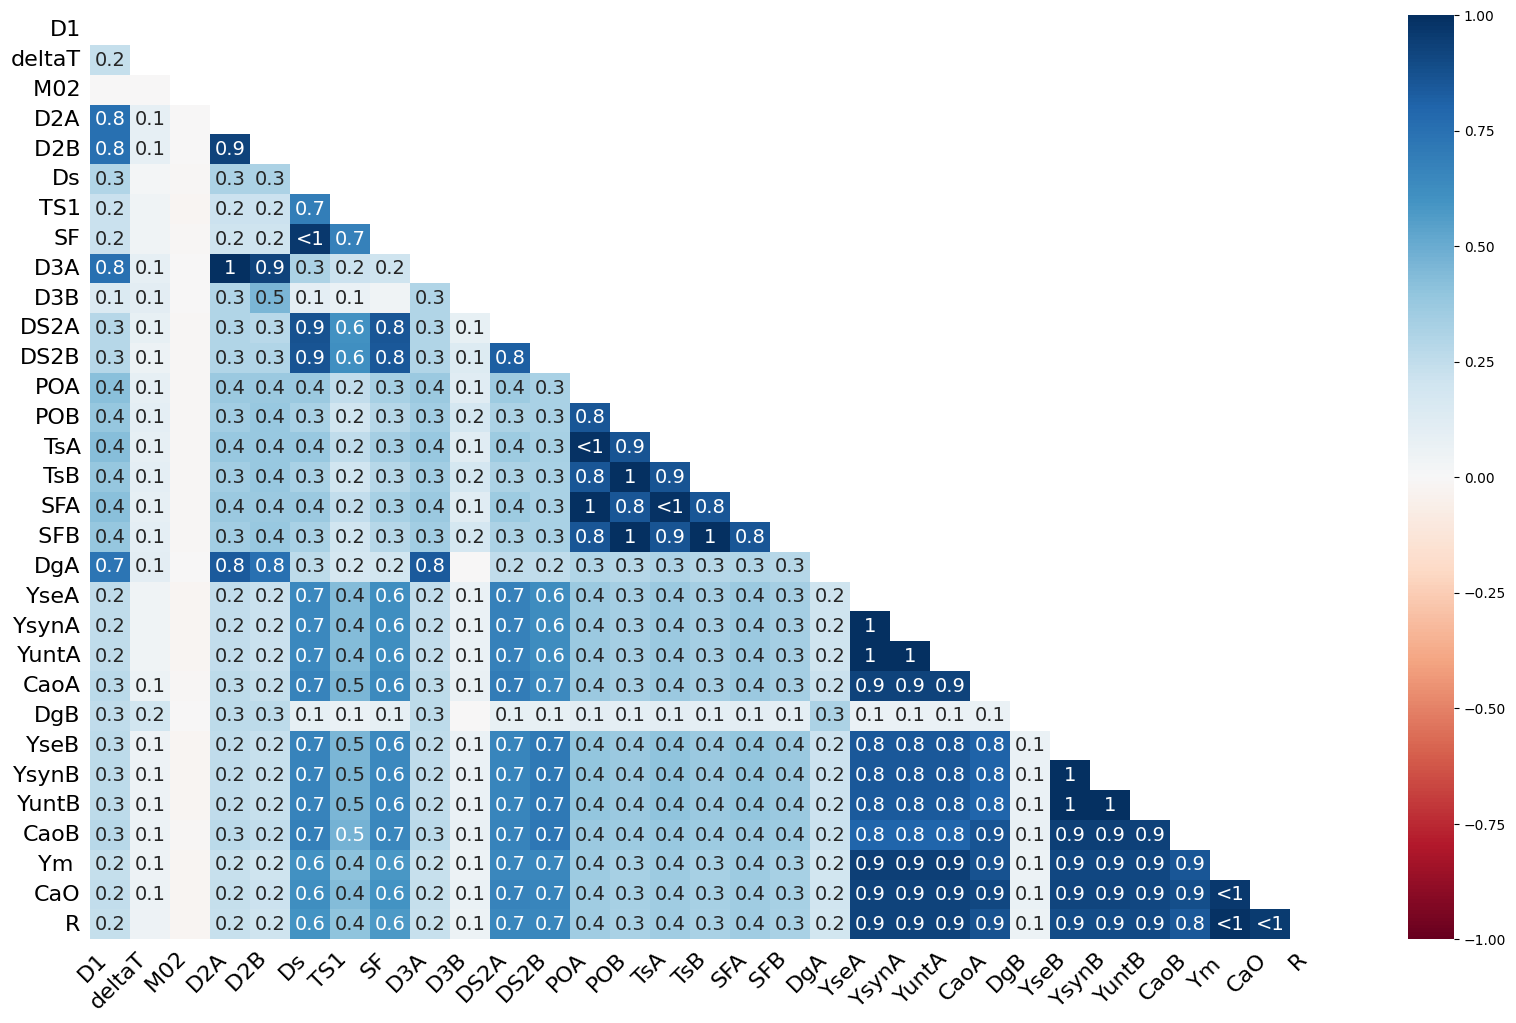 D1
deltaT 0.2
M02
D2A 0.8 0.1
D2B 0.8 0.1 0.9
Ds 0.3 0.3 0.3
TS1 0.2 0.2 0.2 0.7
SF 0.2 0.2 0.2 <1 0.7
D3A 0.8 0.1 1 0.9 0.3 0.2 0.2
D3B 0.1 0.1 0.3 0.5 0.1 0.1 0.3
DS2A 0.3 0.1 0.3 0.3 0.9 0.6 0.8 0.3 0.1
DS2B 0.3 0.1 0.3 0.3 0.9 0.6 0.8 0.3 0.1 0.8
POA 0.4 0.1 0.4 0.4 0.4 0.2 0.3 0.4 0.1 0.4 0.3
POB 0.4 0.1 0.3 0.4 0.3 0.2 0.3 0.3 0.2 0.3 0.3 0.8
TsA 0.4 0.1 0.4 0.4 0.4 0.2 0.3 0.4 0.1 0.4 0.3 <1 0.9
TsB 0.4 0.1 0.3 0.4 0.3 0.2 0.3 0.3 0.2 0.3 0.3 0.8 1 0.9
SFA 0.4 0.1 0.4 0.4 0.4 0.2 0.3 0.4 0.1 0.4 0.3 1 0.8 <1 0.8
SFB 0.4 0.1 0.3 0.4 0.3 0.2 0.3 0.3 0.2 0.3 0.3 0.8 1 0.9 1 0.8
DgA 0.7 0.1 0.8 0.8 0.3 0.2 0.2 0.8 0.2 0.2 0.3 0.3 0.3 0.3 0.3 0.3
YseA 0.2 0.2 0.2 0.7 0.4 0.6 0.2 0.1 0.7 0.6 0.4 0.3 0.4 0.3 0.4 0.3 0.2
YsynA 0.2 0.2 0.2 0.7 0.4 0.6 0.2 0.1 0.7 0.6 0.4 0.3 0.4 0.3 0.4 0.3 0.2 1
YuntA 0.2 0.2 0.2 0.7 0.4 0.6 0.2 0.1 0.7 0.6 0.4 0.3 0.4 0.3 0.4 0.3 0.2 1 1
CaoA 0.3 0.1 0.3 0.2 0.7 0.5 0.6 0.3 0.1 0.7 0.7 0.4 0.3 0.4 0.3 0.4 0.3 0.2 0.9 0.9 0.9
DgB 0.3 0.2 0.3 0.3 0.1 0.1 0.1 0.3 0.1 0.1 0.1 0.1 0.1 0.1 0.1 0.1 0.3 0.1 0.1 0.1 0.1
YseB 0.3 0.1 0.2 0.2 0.7 0.5 0.6 0.2 0.1 0.7 0.7 0.4 0.4 0.4 0.4 0.4 0.4 0.2 0.8 0.8 0.8 0.8 0.1
YsynB 0.3 0.1 0.2 0.2 0.7 0.5 0.6 0.2 0.1 0.7 0.7 0.4 0.4 0.4 0.4 0.4 0.4 0.2 0.8 0.8 0.8 0.8 0.1 1
YuntB 0.3 0.1 0.2 0.2 0.7 0.5 0.6 0.2 0.1 0.7 0.7 0.4 0.4 0.4 0.4 0.4 0.4 0.2 0.8 0.8 0.8 0.8 0.1 1 1
CaoB 0.3 0.1 0.3 0.2 0.7 0.5 0.7 0.3 0.1 0.7 0.7 0.4 0.4 0.4 0.4 0.4 0.4 0.2 0.8 0.8 0.8 0.9 0.1 0.9 0.9 0.9
Ym 0.2 0.1 0.2 0.2 0.6 0.4 0.6 0.2 0.1 0.7 0.7 0.4 0.3 0.4 0.3 0.4 0.3 0.2 0.9 0.9 0.9 0.9 0.1 0.9 0.9 0.9 0.9
CaO 0.2 0.1 0.2 0.2 0.6 0.4 0.6 0.2 0.1 0.7 0.7 0.4 0.3 0.4 0.3 0.4 0.3 0.2 0.9 0.9 0.9 0.9 0.1 0.9 0.9 0.9 0.9 <1
R 0.2 0.2 0.2 0.6 0.4 0.6 0.2 0.1 0.7 0.7 0.4 0.3 0.4 0.3 0.4 0.3 0.2 0.9 0.9 0.9 0.9 0.1 0.9 0.9 0.9 0.8 <1 <1
D1 deltaT M02 D2A D2B Ds TS1 SF D3A D3B DS2A DS2B POA POB TsA TsB SFA SFB DgA YseA YsynA YuntA CaoA DgB YseB YsynB YuntB CaoB Ym CaO R
1.00
0.75
0.50
0.25
0.00
−0.25
−0.50
−0.75
−1.00